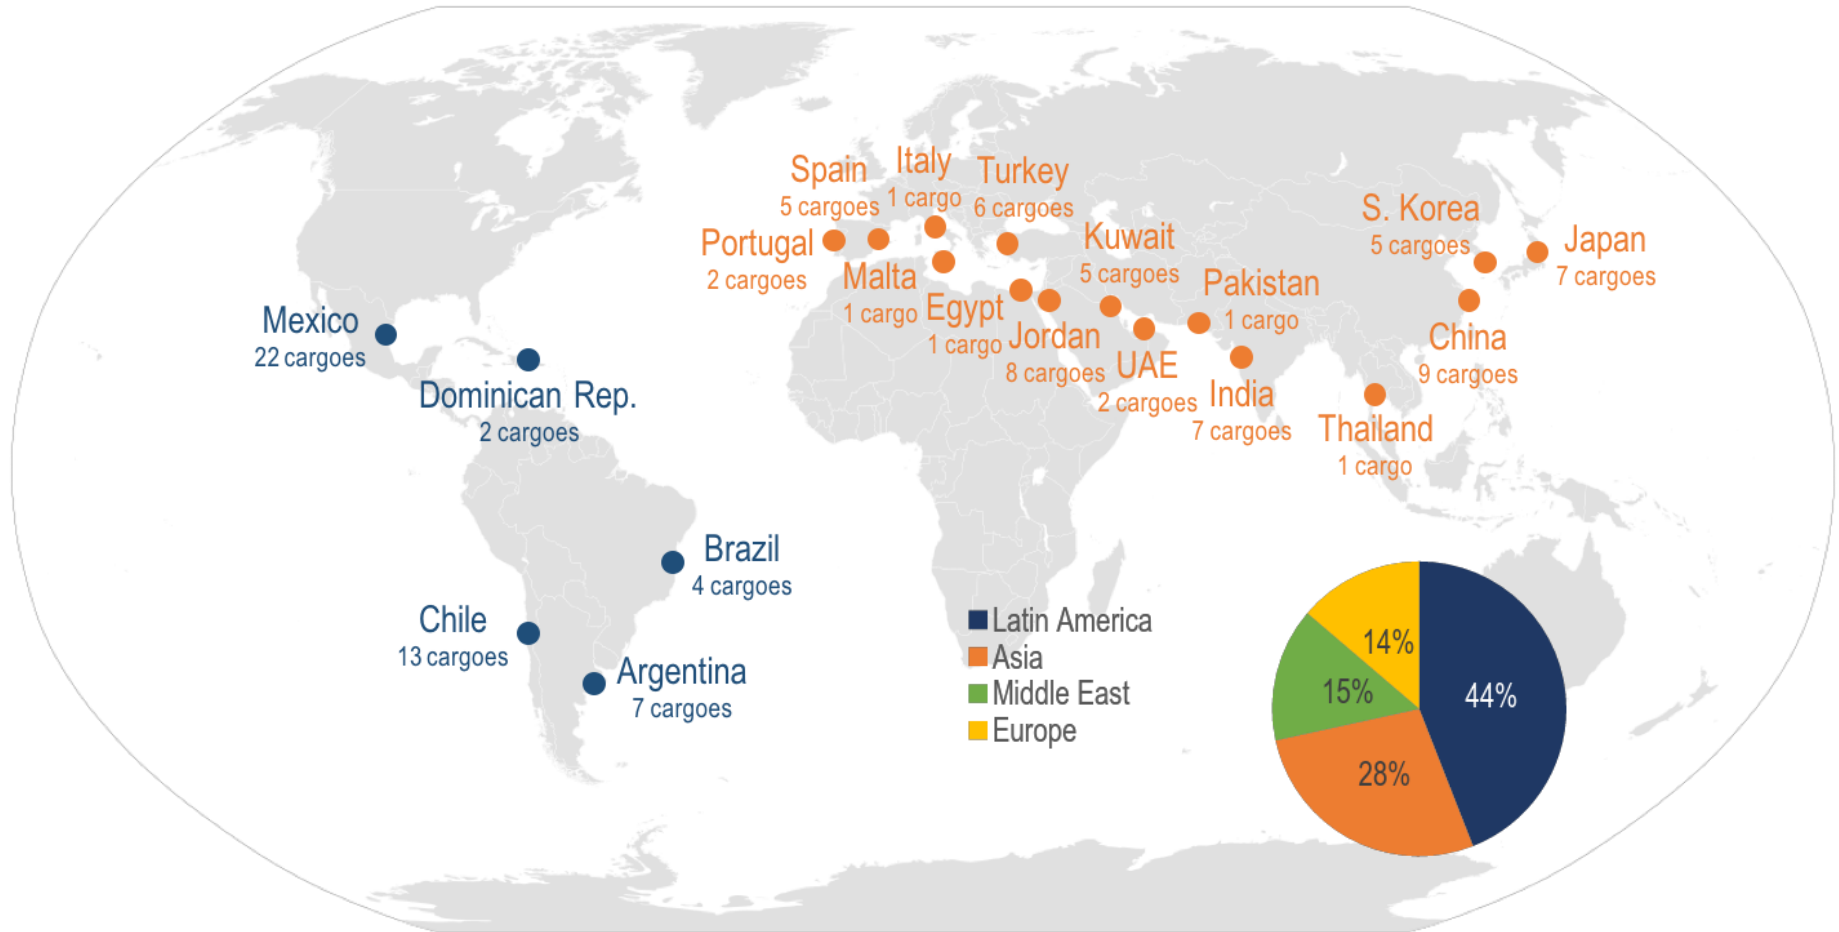 Spain
5 cargoes
Italy
1 cargo
Turkey
6 cargoes
Portugal
2 cargoes
Malta
1 cargo
Egypt
1 cargo
Jordan
8 cargoes
Kuwait
5 cargoes
UAE
2 cargoes
Pakistan
1 cargo
India
7 cargoes
S. Korea
5 cargoes
Japan
7 cargoes
China
9 cargoes
Thailand
1 cargo
Mexico
22 cargoes
Dominican Rep.
2 cargoes
Brazil
4 cargoes
Chile
13 cargoes
Argentina
7 cargoes
Latin America
Asia
Middle East
Europe
14%
15%
44%
28%